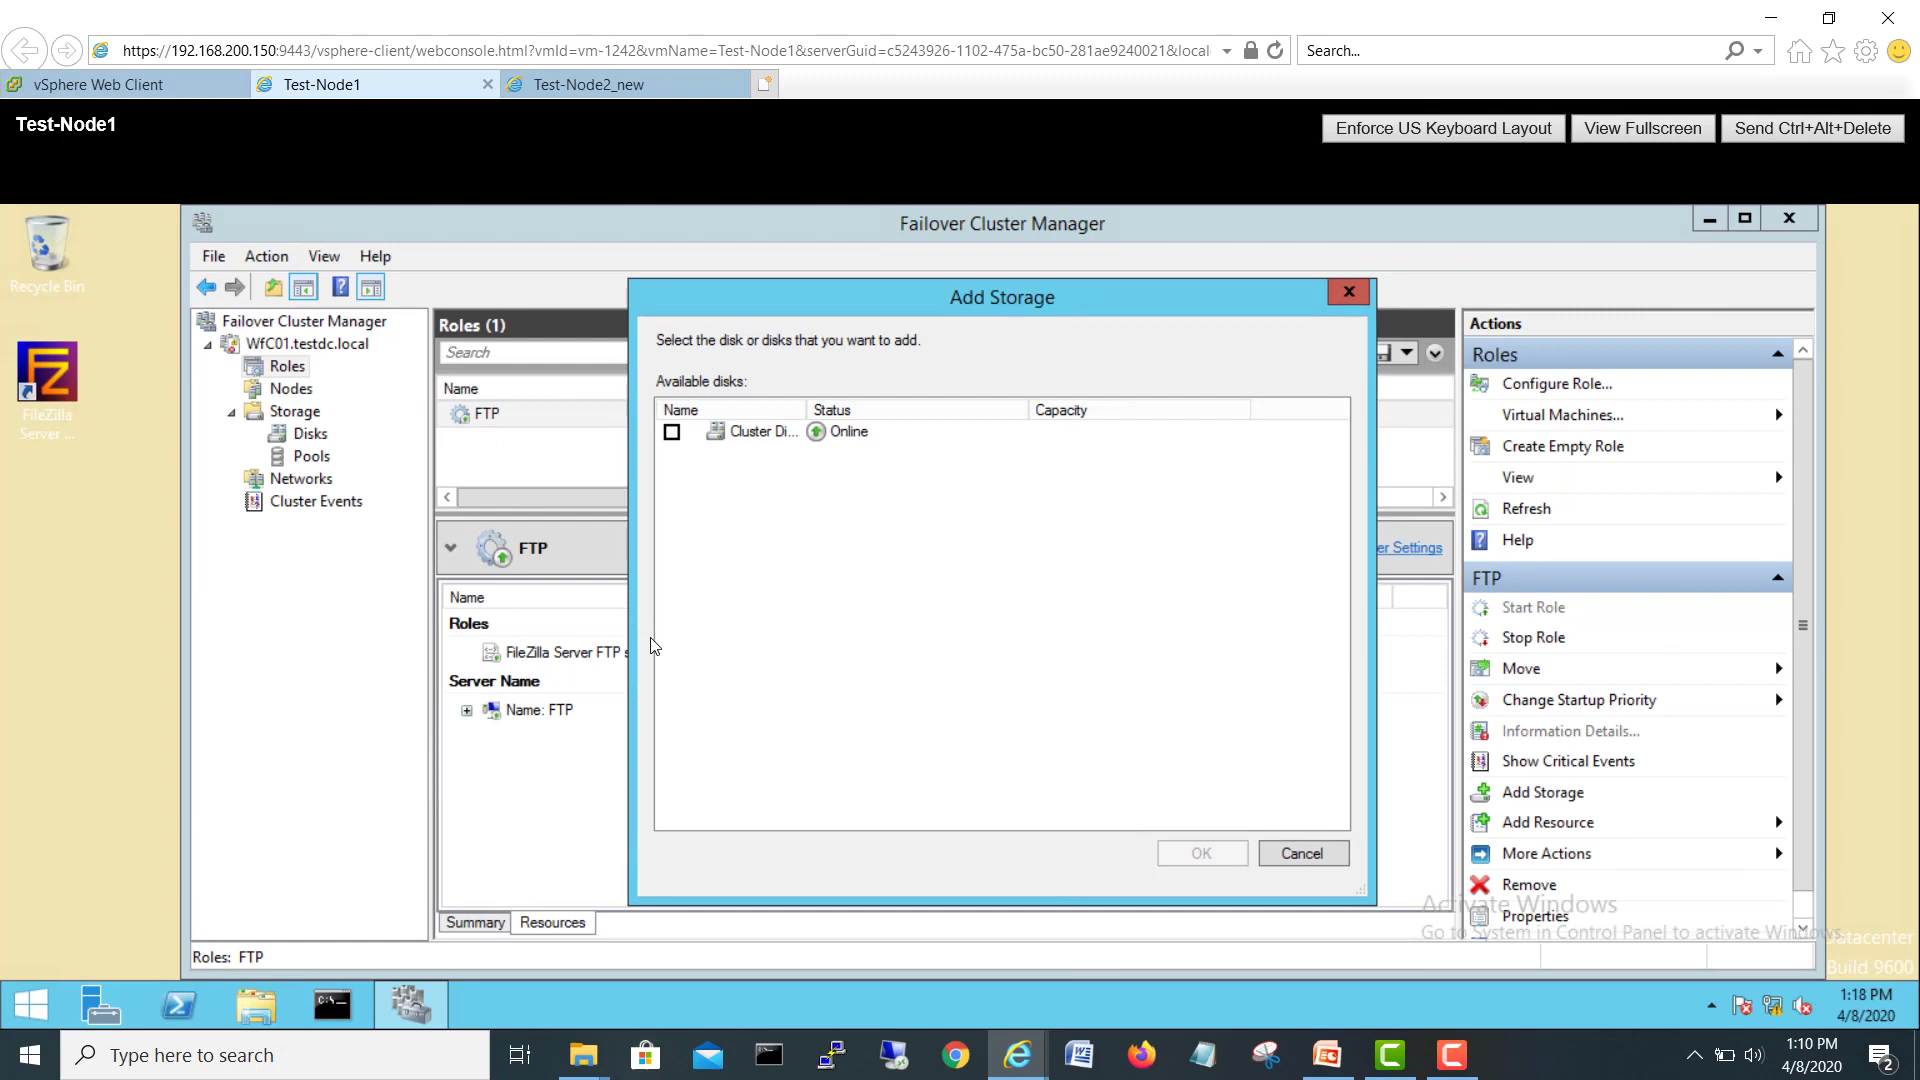 https://192.168.200.150:9443/vsphere-client/webconsole.html?vmId=vm-1242&vmName=Test-Node1&serverGuid=c5243926-1102-475a-bc50-281ae9240021&local
Search...
vSphere Web Client
Test-Node1
Test-Node2_new
Test-Node1
Enforce US Keyboard Layout
View Fullscreen
Send Ctrl+Alt+Delete
Recycle Bin
FileZilla
Server ...
Failover Cluster Manager
File Action View Help
Failover Cluster Manager
WfC01.testdc.local
Roles
Nodes
Storage
Disks
Pools
Networks
Cluster Events
Roles (1)
Search
Name
FTP
FTP
er Settings
Name
Roles
FileZilla Server FTP s
Server Name
Name: FTP
Summary
Resources
Roles: FTP
Add Storage
Select the disk or disks that you want to add.
Available disks:
Name Status Capacity
Cluster Di... Online
OK
Cancel
Actions
Roles
Configure Role...
Virtual Machines...
Create Empty Role
View
Refresh
Help
FTP
Start Role
Stop Role
Move
Change Startup Priority
Information Details...
Show Critical Events
Add Storage
Add Resource
More Actions
Remove
Properties
Activate Windows
Go to System in Control Panel to activate Windows.
Datacenter
Build 9600
1:18 PM
4/8/2020
Type here to search
1:10 PM
4/8/2020
2